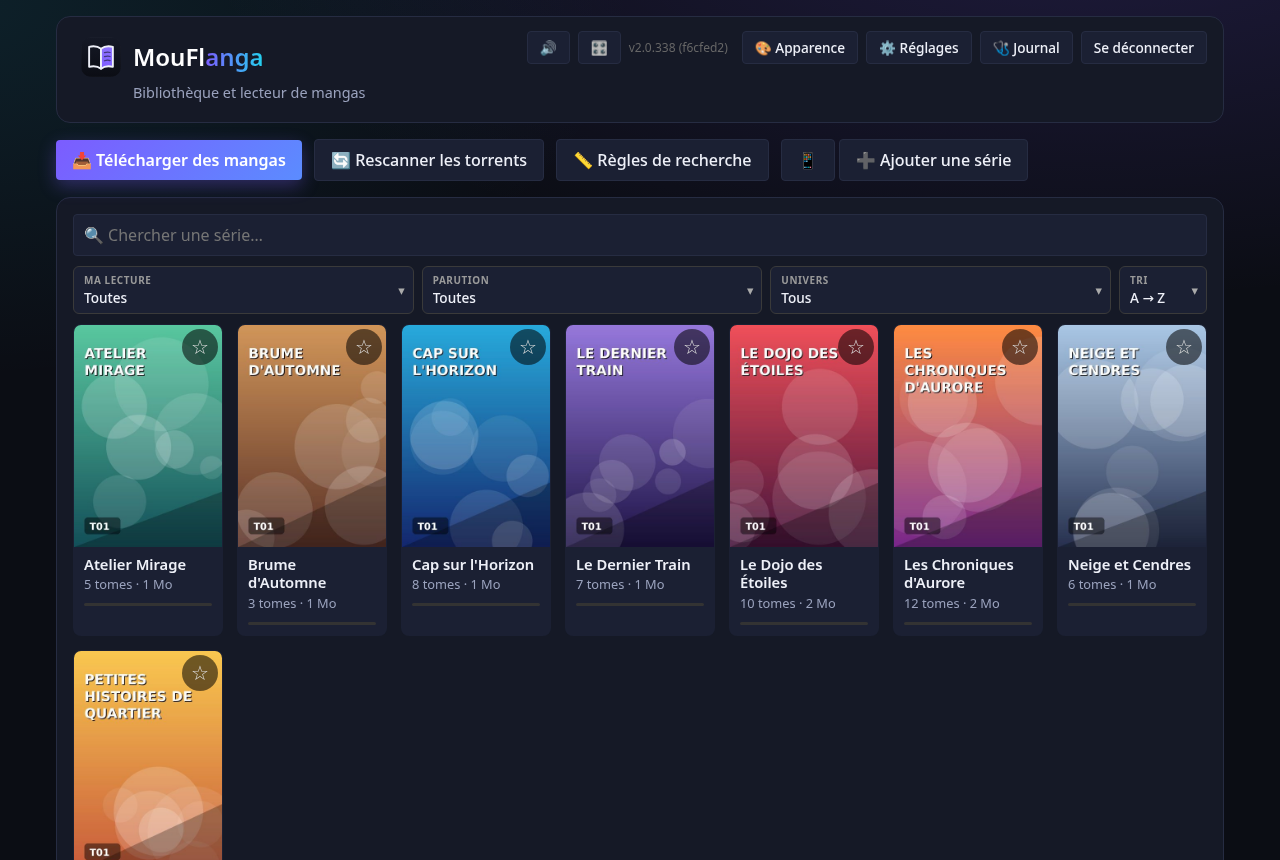 MouFlanga
Bibliothèque et lecteur de mangas
v2.0.338 (f6cfed2)
Apparence
Réglages
Journal
Se déconnecter
Télécharger des mangas
Rescanner les torrents
Règles de recherche
Ajouter une série
Chercher une série...
MA LECTURE
Toutes
PARUTION
Toutes
UNIVERS
Tous
TRI
A → Z
ATELIER
MIRAGE
T01
Atelier Mirage
5 tomes · 1 Mo
BRUME
D'AUTOMNE
T01
Brume
d'Automne
3 tomes · 1 Mo
CAP SUR
L'HORIZON
T01
Cap sur l'Horizon
8 tomes · 1 Mo
LE DERNIER
TRAIN
T01
Le Dernier Train
7 tomes · 1 Mo
LE DOJO DES
ÉTOILES
T01
Le Dojo des
Étoiles
10 tomes · 2 Mo
LES
CHRONIQUES
D'AURORE
T01
Les Chroniques
d'Aurore
12 tomes · 2 Mo
NEIGE ET
CENDRES
T01
Neige et Cendres
6 tomes · 1 Mo
PETITES
HISTOIRES DE
QUARTIER
T01